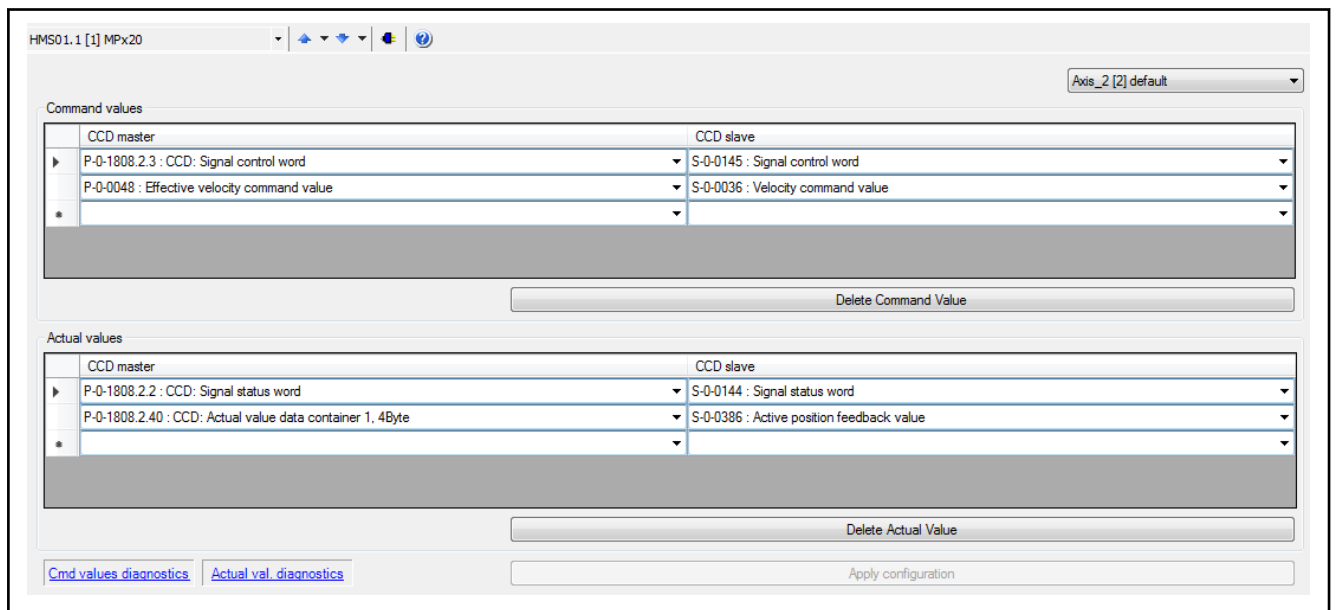 HMS01.1 [1] MPx20
Axis_2 [2] default
Command values
CCD master CCD slave
P-0-1808.2.3 : CCD: Signal control word S-0-0145 : Signal control word
P-0-0048 : Effective velocity command value S-0-0036 : Velocity command value
Delete Command Value
Actual values
CCD master CCD slave
P-0-1808.2.2 : CCD: Signal status word S-0-0144 : Signal status word
P-0-1808.2.40 : CCD: Actual value data container 1, 4Byte S-0-0386 : Active position feedback value
Delete Actual Value
Cmd values diagnostics Actual val. diagnostics Apply configuration